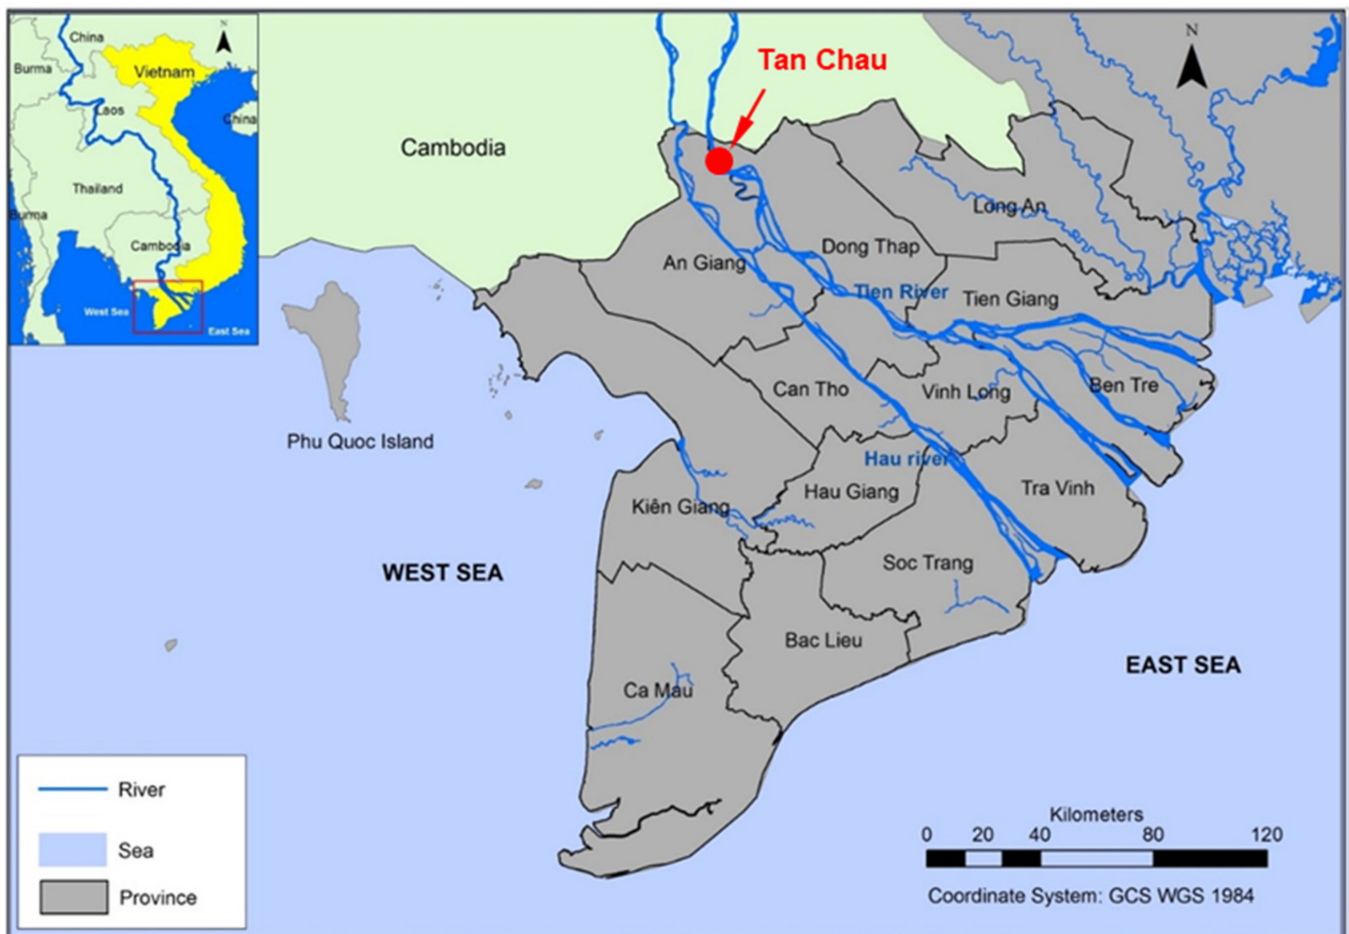 China
N
Burma
Vietnam
Laos
China
Thailand
Burma
Cambodia
West Sea
East Sea
Tan Chau
N
Cambodia
Long An
Dong Thap
An Giang
Tien River
Tien Giang
Can Tho
Vinh Long
Ben Tre
Phu Quoc Island
Hau river
Hau Giang
Tra Vinh
Kiên Giang
WEST SEA
Soc Trang
Bac Lieu
EAST SEA
Ca Mau
River
Sea
Province
Kilometers
0 20 40 80 120
Coordinate System: GCS WGS 1984